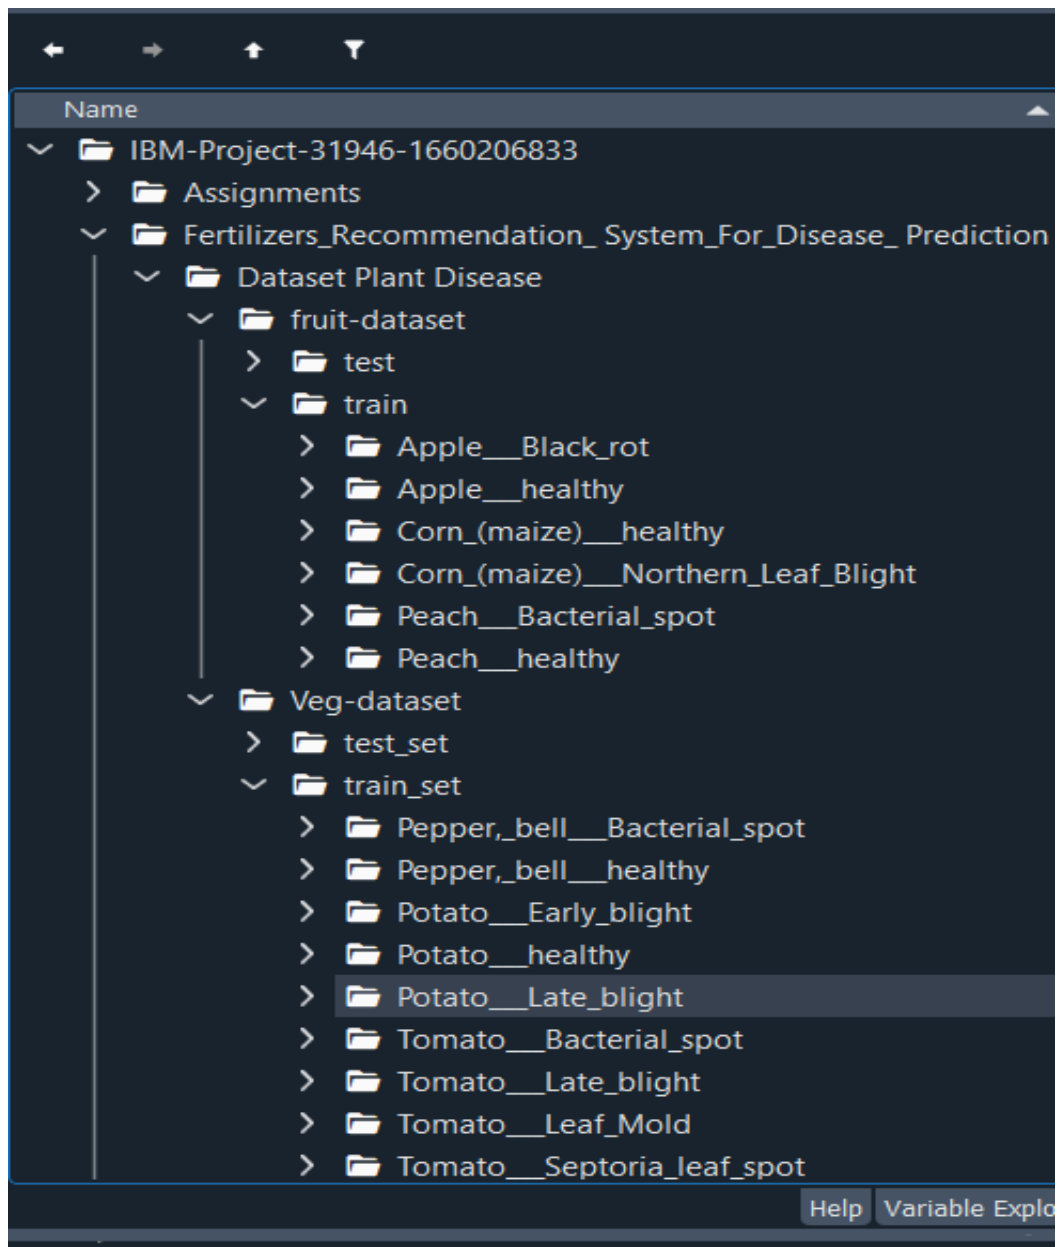 Name
IBM-Project-31946-1660206833
Assignments
Fertilizers_Recommendation_ System_For_Disease_ Prediction
Dataset Plant Disease
fruit-dataset
test
train
Apple___Black_rot
Apple___healthy
Corn_(maize)___healthy
Corn_(maize)___Northern_Leaf_Blight
Peach___Bacterial_spot
Peach___healthy
Veg-dataset
test_set
train_set
Pepper,_bell___Bacterial_spot
Pepper,_bell___healthy
Potato___Early_blight
Potato___healthy
Potato___Late_blight
Tomato___Bacterial_spot
Tomato___Late_blight
Tomato___Leaf_Mold
Tomato___Septoria_leaf_spot
Help Variable Explo